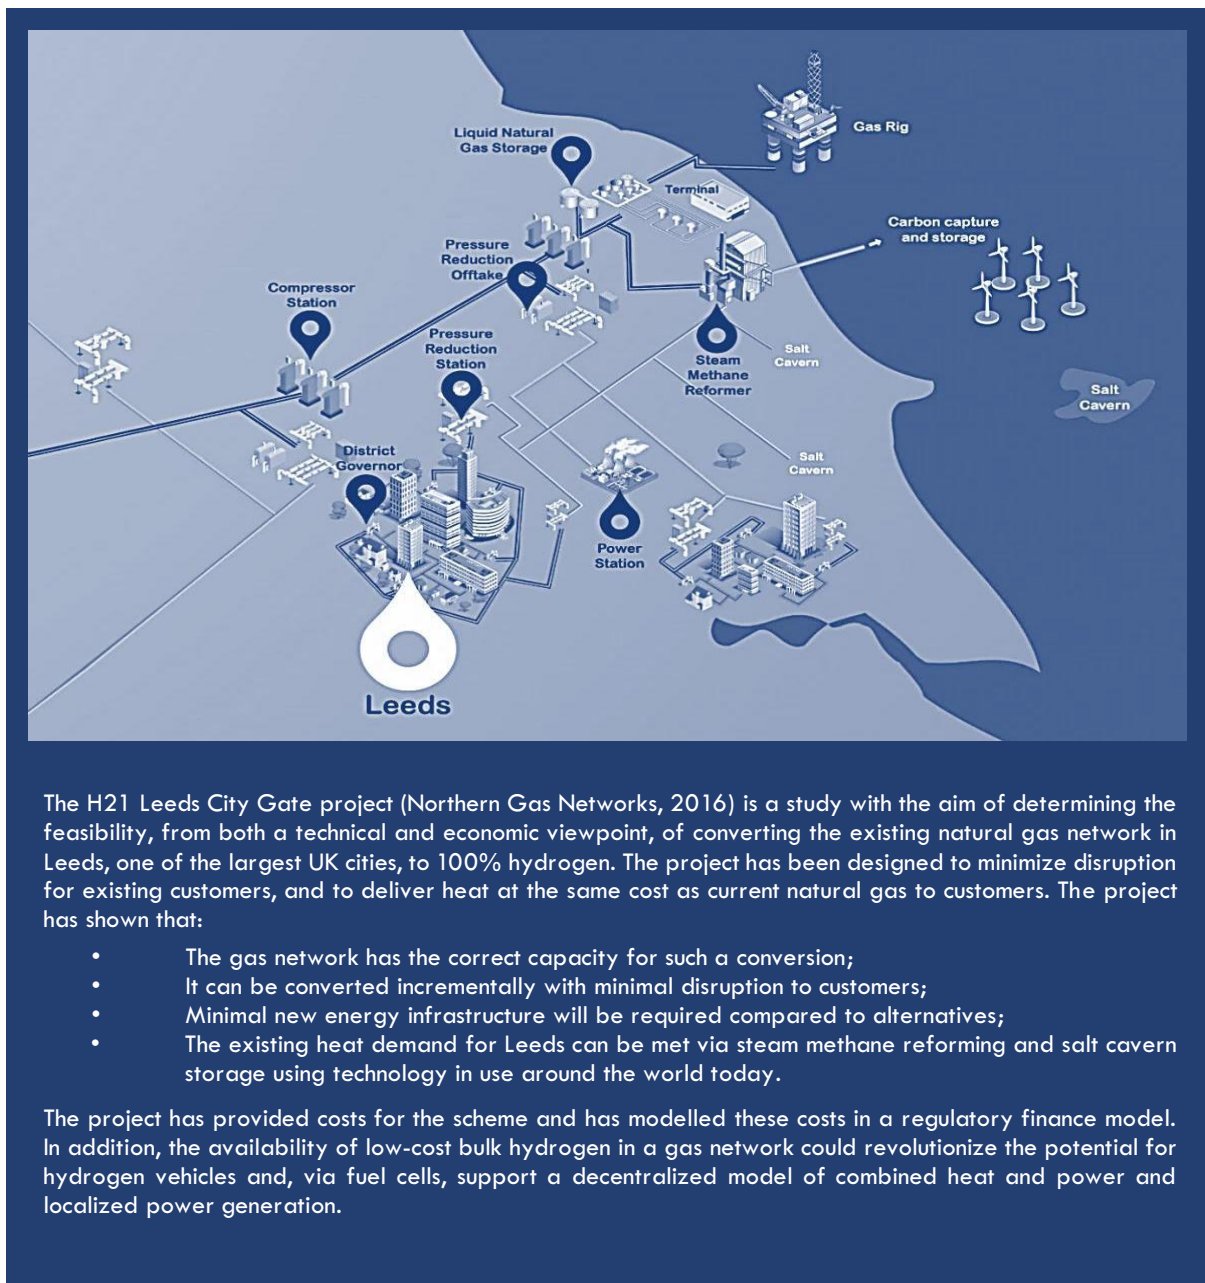 Gas Rig
Liquid Natural
Gas Storage
Terminal
Carbon capture
and storage
Pressure
Reduction
Offtake
Compressor
Station
Pressure
Reduction
Station
Steam
Methane
Reformer
Salt
Cavern
Salt
Cavern
District
Governor
Salt
Cavern
Power
Station
Leeds
The H21 Leeds City Gate project (Northern Gas Networks, 2016) is a study with the aim of determining the
feasibility, from both a technical and economic viewpoint, of converting the existing natural gas network in
Leeds, one of the largest UK cities, to 100% hydrogen. The project has been designed to minimize disruption
for existing customers, and to deliver heat at the same cost as current natural gas to customers. The project
has shown that:
• The gas network has the correct capacity for such a conversion;
• It can be converted incrementally with minimal disruption to customers;
• Minimal new energy infrastructure will be required compared to alternatives;
• The existing heat demand for Leeds can be met via steam methane reforming and salt cavern
storage using technology in use around the world today.
The project has provided costs for the scheme and has modelled these costs in a regulatory finance model.
In addition, the availability of low-cost bulk hydrogen in a gas network could revolutionize the potential for
hydrogen vehicles and, via fuel cells, support a decentralized model of combined heat and power and
localized power generation.